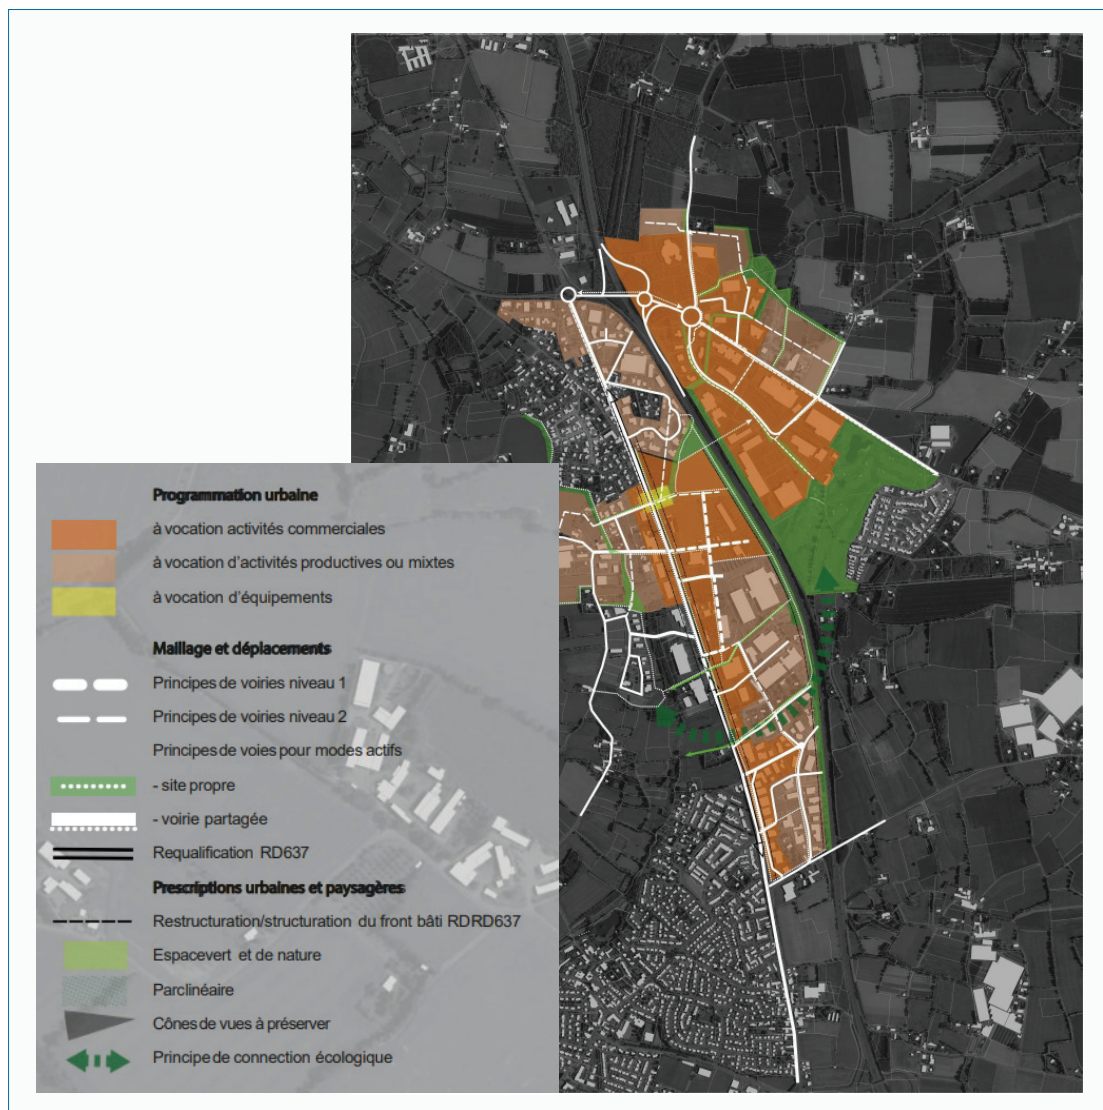 Programmation urbaine
à vocation activités commerciales
à vocation d'activités productives ou mixtes
à vocation d'équipements
Maillage et déplacements
Principes de voiries niveau 1
Principes de voiries niveau 2
Principes de voies pour modes actifs
- site propre
- voirie partagée
Requalification RD637
Prescriptions urbaines et paysagères
Restructuration/structuration du front bâti RDRD637
Espacevert et de nature
Parclinéaire
Cônes de vues à préserver
Principe de connection écologique